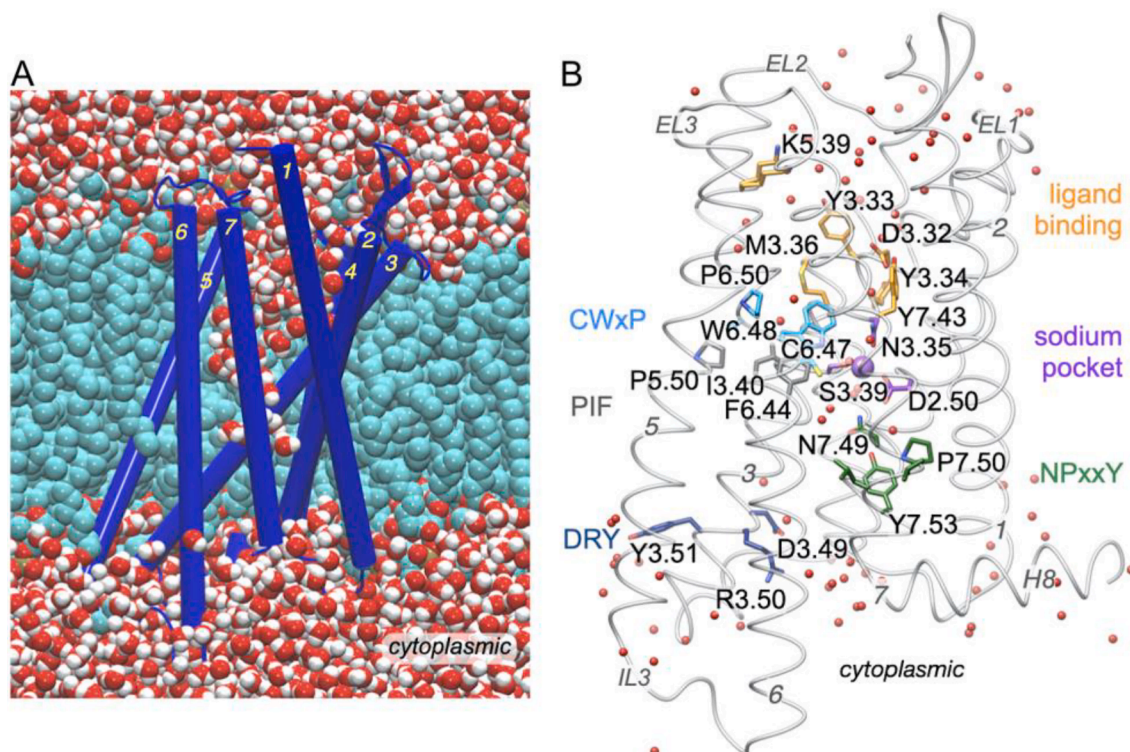 A
1
6
7
2
5
4
3
cytoplasmic
B
EL2
EL3
EL1
K5.39
ligand
binding
Y3.33
2
M3.36
D3.32
P6.50
Y3.34
CWxP
Y7.43
W6.48
C6.47
N3.35
sodium
pocket
P5.50
I3.40
S3.39
D2.50
PIF
F6.44
5
N7.49
P7.50
3
NPxxY
Y7.53
DRY
Y3.51
D3.49
1
R3.50
7
H8
IL3
cytoplasmic
6